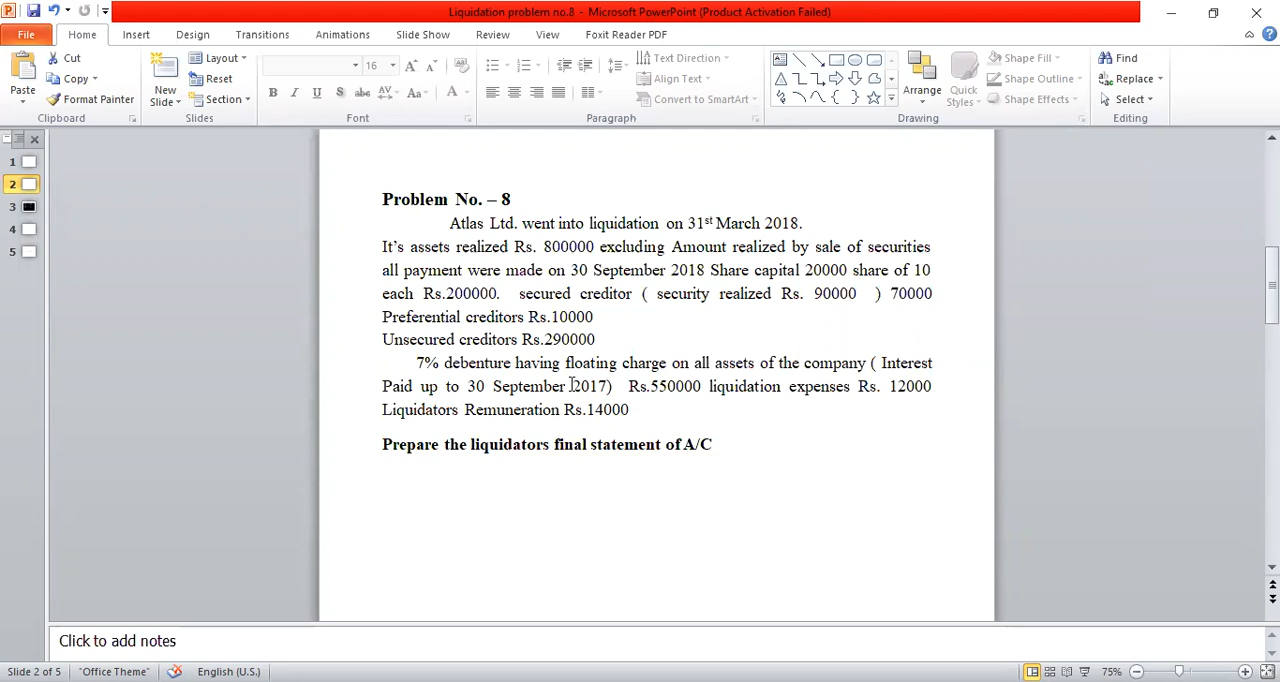 Liquidation problem no.8 - Microsoft PowerPoint (Product Activation Failed)
File Home Insert Design Transitions Animations Slide Show Review View Foxit Reader PDF
Paste Cut Copy Format Painter
Clipboard
New Slide Layout Reset Section
Slides
16
Font
Text Direction Align Text Convert to SmartArt
Paragraph
Arrange Quick Styles Shape Fill Shape Outline Shape Effects
Drawing
Find Replace Select
Editing
1
2
3
4
5
Problem No. – 8
Atlas Ltd. went into liquidation on 31st March 2018.
It's assets realized Rs. 800000 excluding Amount realized by sale of securities
all payment were made on 30 September 2018 Share capital 20000 share of 10
each Rs.200000. secured creditor ( security realized Rs. 90000 ) 70000
Preferential creditors Rs.10000
Unsecured creditors Rs.290000
7% debenture having floating charge on all assets of the company ( Interest
Paid up to 30 September 2017) Rs.550000 liquidation expenses Rs. 12000
Liquidators Remuneration Rs.14000
Prepare the liquidators final statement of A/C
Click to add notes
Slide 2 of 5 "Office Theme" English (U.S.) 75%